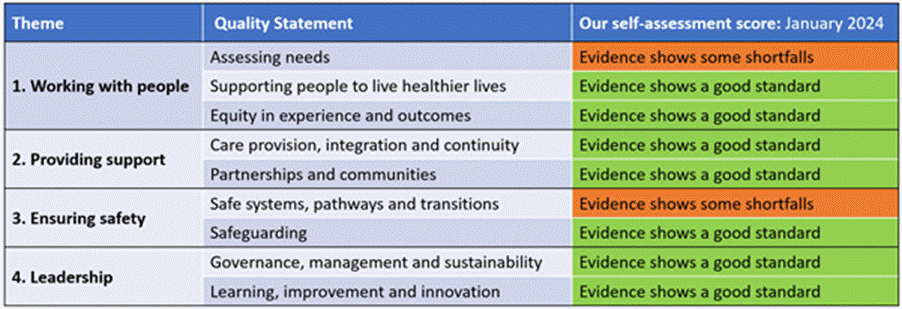 Theme Quality Statement Our self-assessment score: January 2024
1. Working with people Assessing needs Evidence shows some shortfalls
Supporting people to live healthier lives Evidence shows a good standard
Equity in experience and outcomes Evidence shows a good standard
2. Providing support Care provision, integration and continuity Evidence shows a good standard
Partnerships and communities Evidence shows a good standard
3. Ensuring safety Safe systems, pathways and transitions Evidence shows some shortfalls
Safeguarding Evidence shows a good standard
4. Leadership Governance, management and sustainability Evidence shows a good standard
Learning, improvement and innovation Evidence shows a good standard